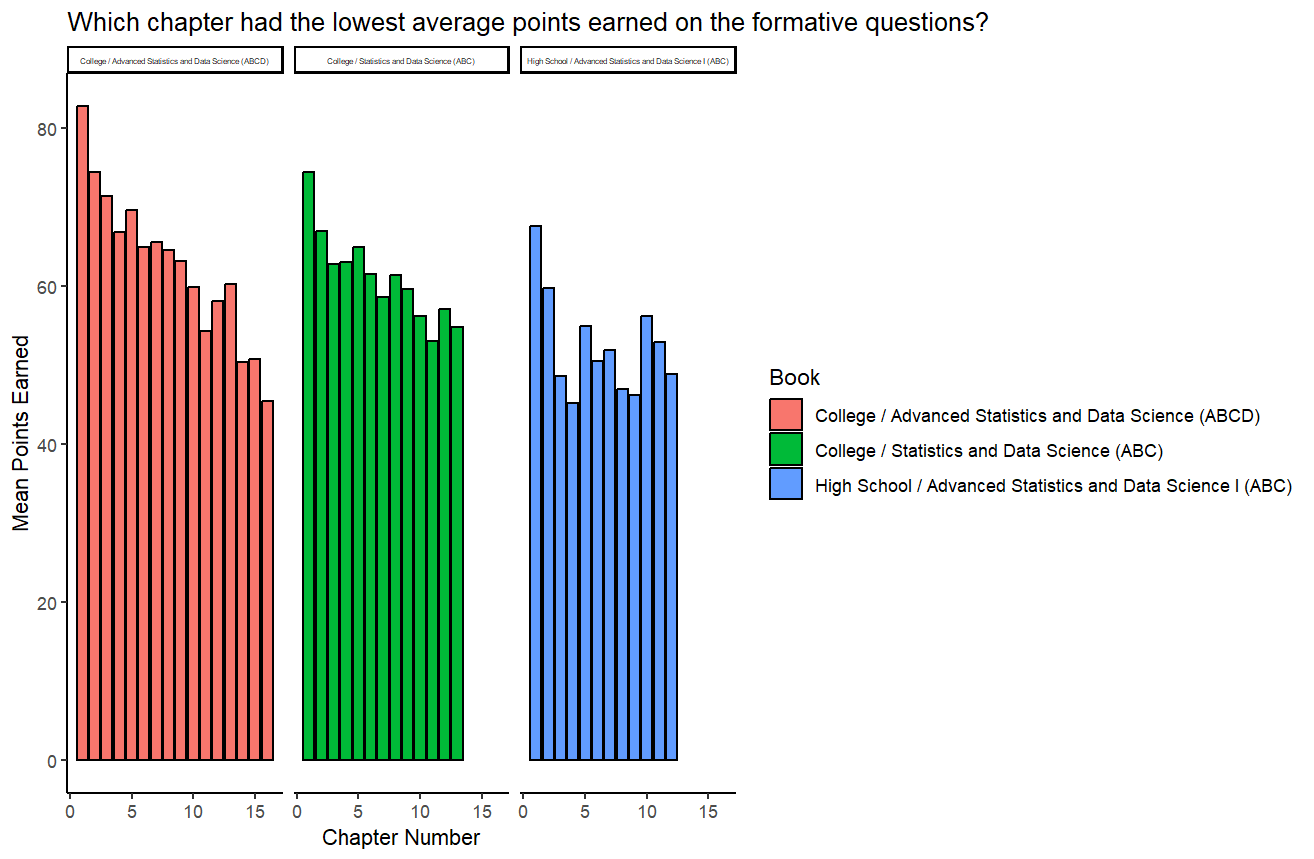 Which chapter had the lowest average points earned on the formative questions?
College / Advanced Statistics and Data Science (ABCD)
College / Statistics and Data Science (ABC)
High School / Advanced Statistics and Data Science I (ABC)
Mean Points Earned
80
60
40
20
0
0 5 10 15
0 5 10 15
0 5 10 15
Chapter Number
Book
College / Advanced Statistics and Data Science (ABCD)
College / Statistics and Data Science (ABC)
High School / Advanced Statistics and Data Science I (ABC)